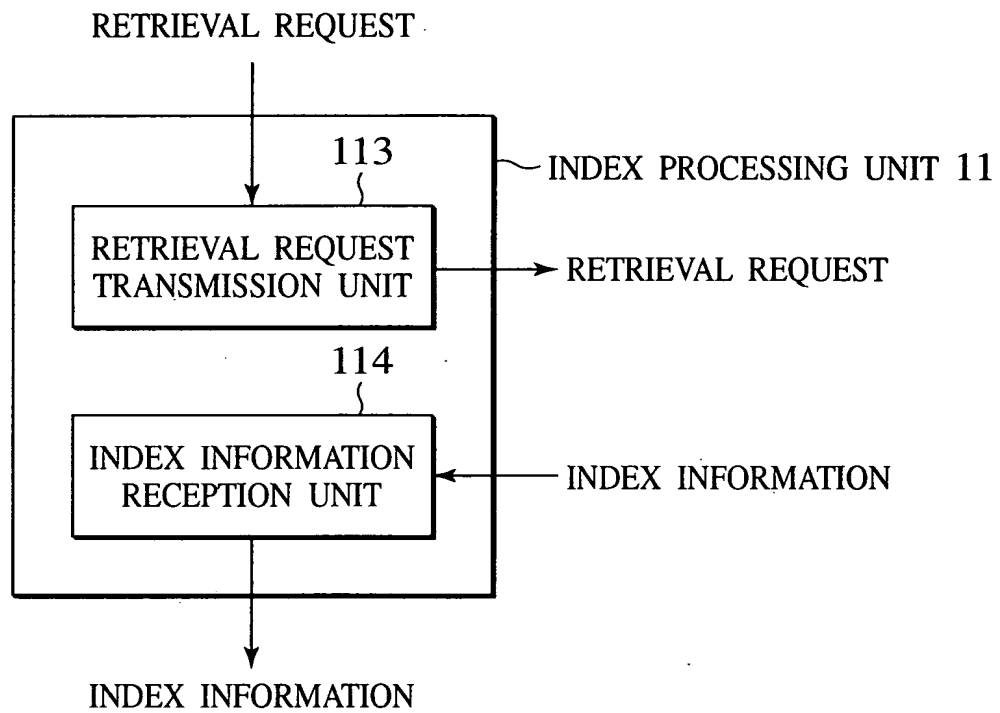 RETRIEVAL REQUEST
113
INDEX PROCESSING UNIT 11
RETRIEVAL REQUEST
TRANSMISSION UNIT
RETRIEVAL REQUEST
114
INDEX INFORMATION
RECEPTION UNIT
INDEX INFORMATION
INDEX INFORMATION